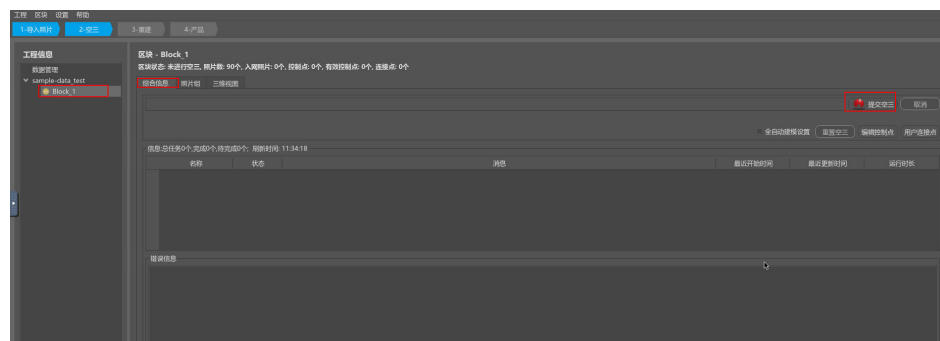 工程 区块 设置 帮助
1-导入照片 2-空三 3-重建 4-产品
工程信息
数据管理
sample-data_test
Block_1
区块 - Block_1
区块状态: 未进行空三, 照片数: 90个, 入网照片: 0个, 控制点: 0个, 有效控制点: 0个, 连接点: 0个
综合信息 照片组 三维视图
提交空三 取消
全自动建模设置 重置空三 编辑控制点 用户连接点
信息:总任务0个,完成0个,待完成0个; 刷新时间: 11:34:18
名称 状态 消息 最近开始时间 最近更新时间 运行时长
错误信息